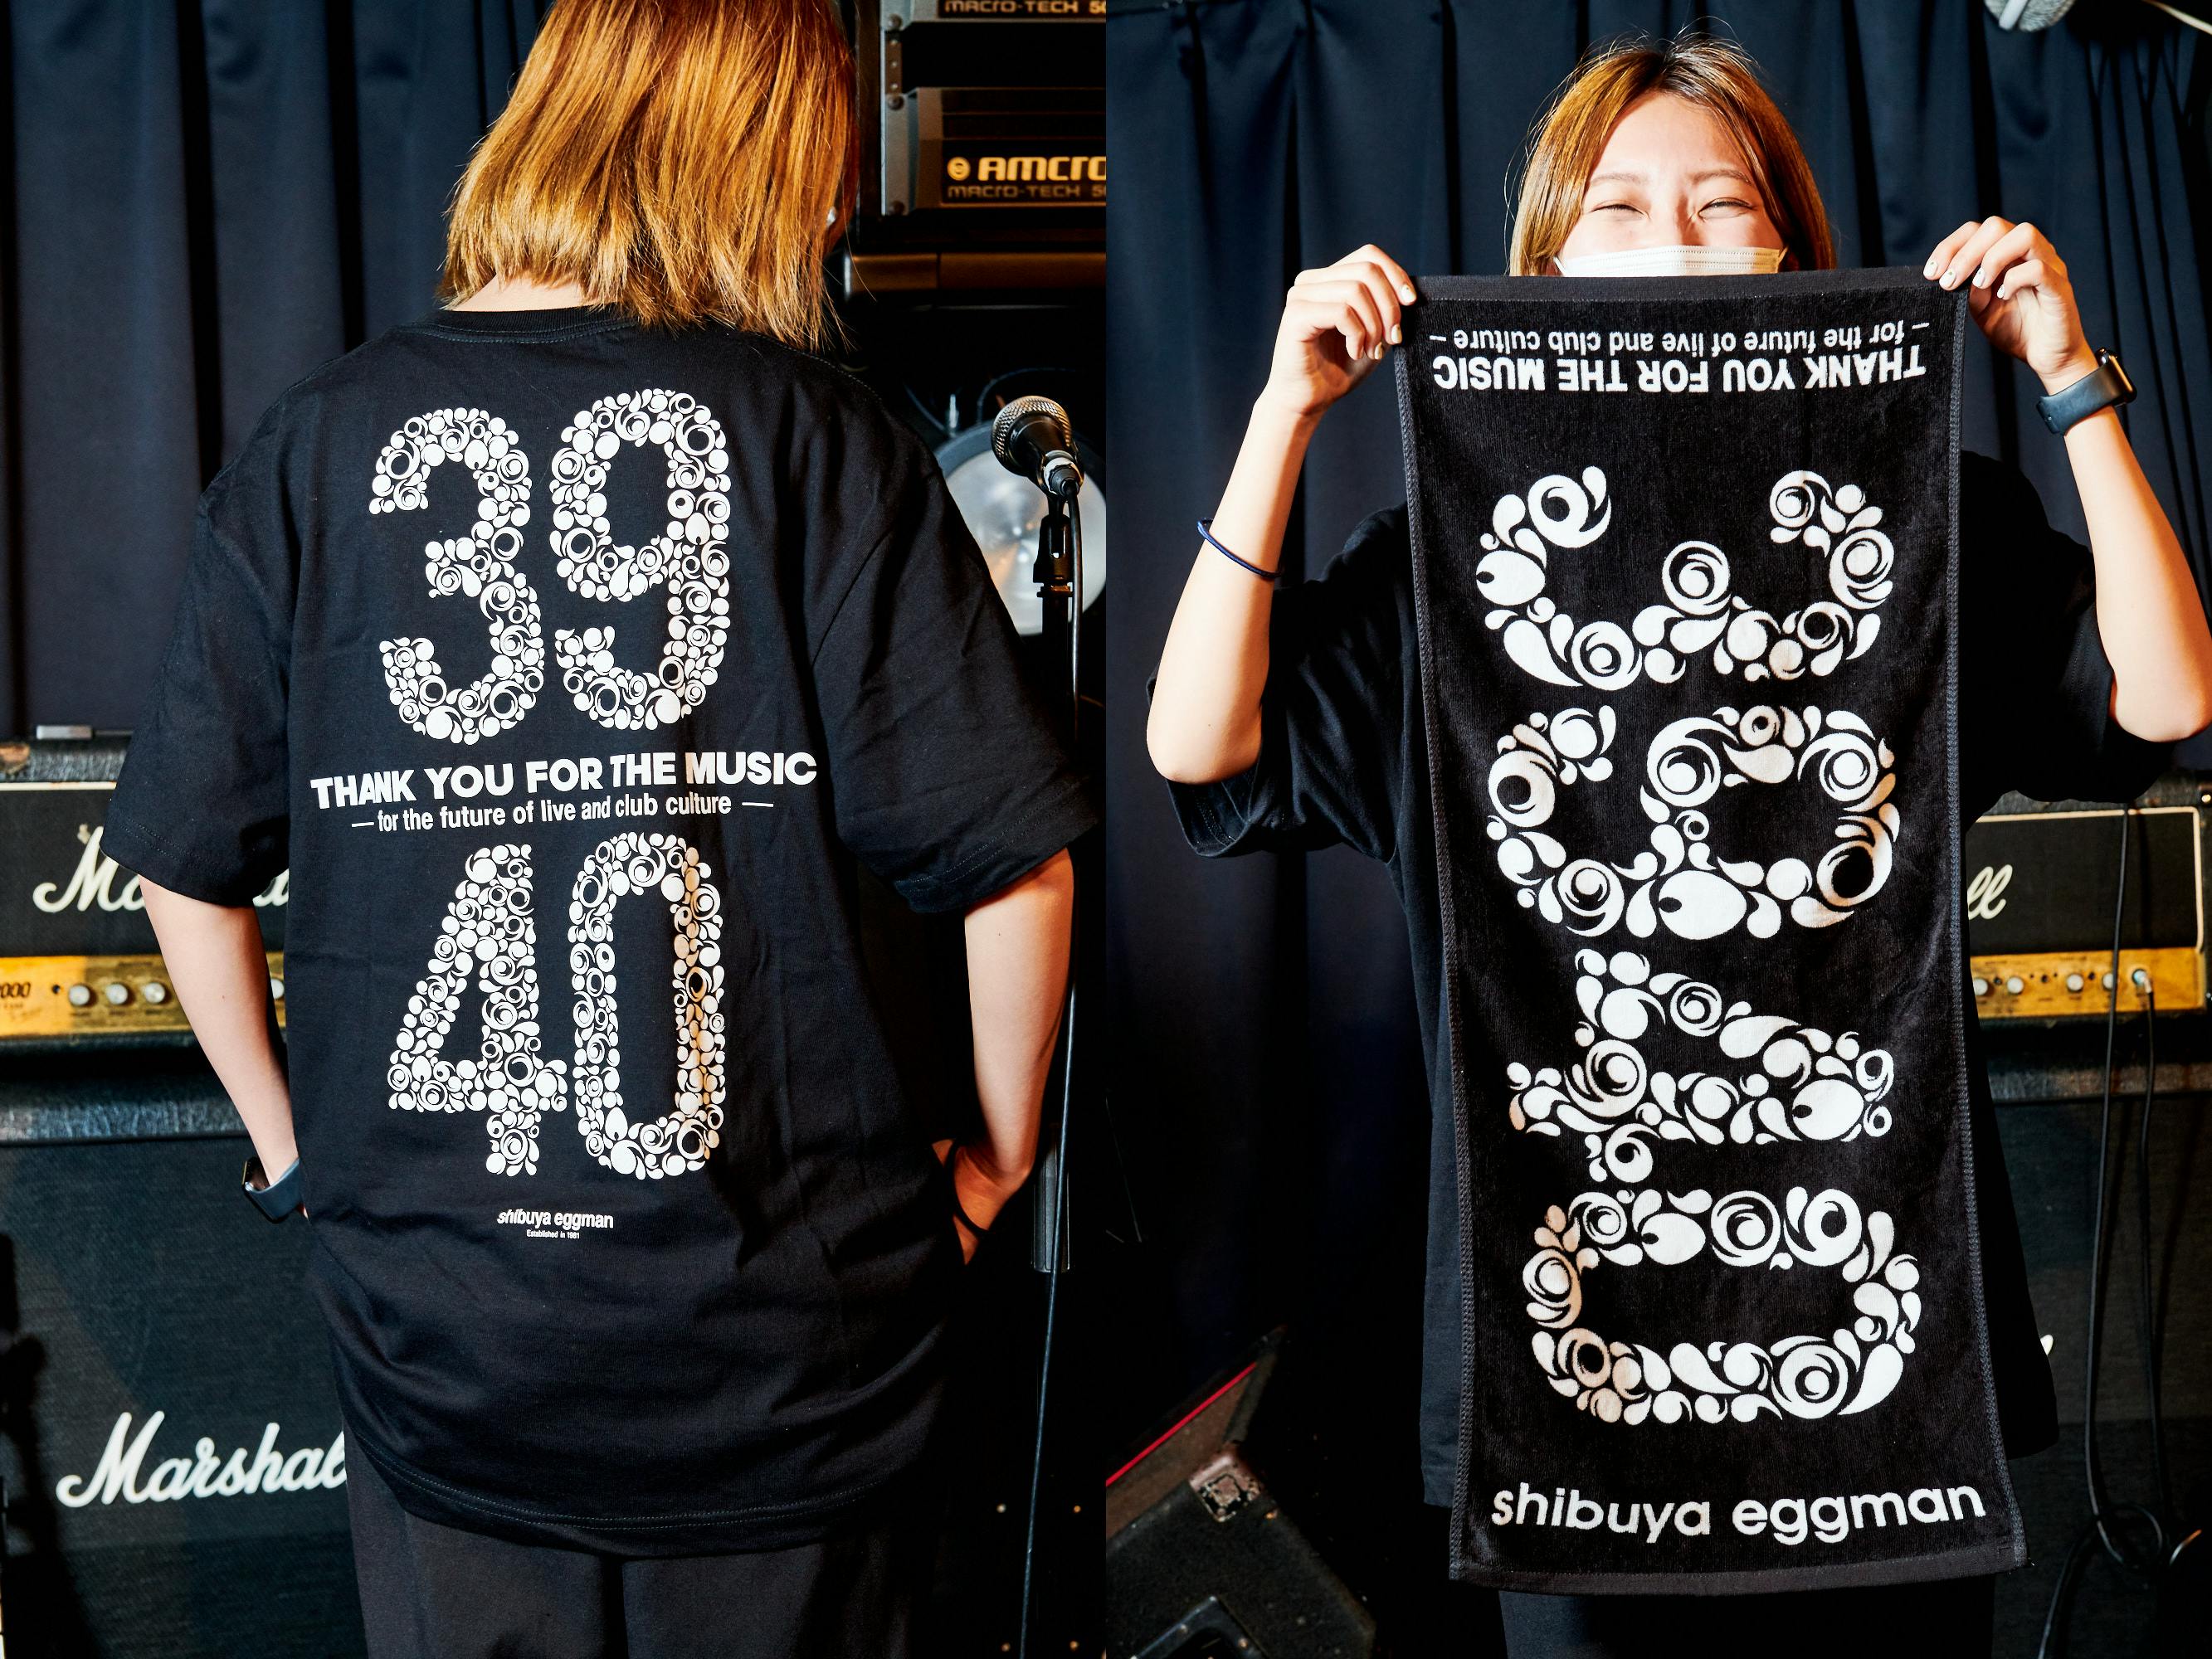 MACRO-TECH 50
AMCRO
MACRO-TECH 50
39
THANK YOU FOR THE MUSIC
— for the future of live and club culture —
40
shibuya eggman
Established in 1981
Marshall
THANK YOU FOR THE MUSIC
— for the future of live and club culture —
3940
shibuya eggman